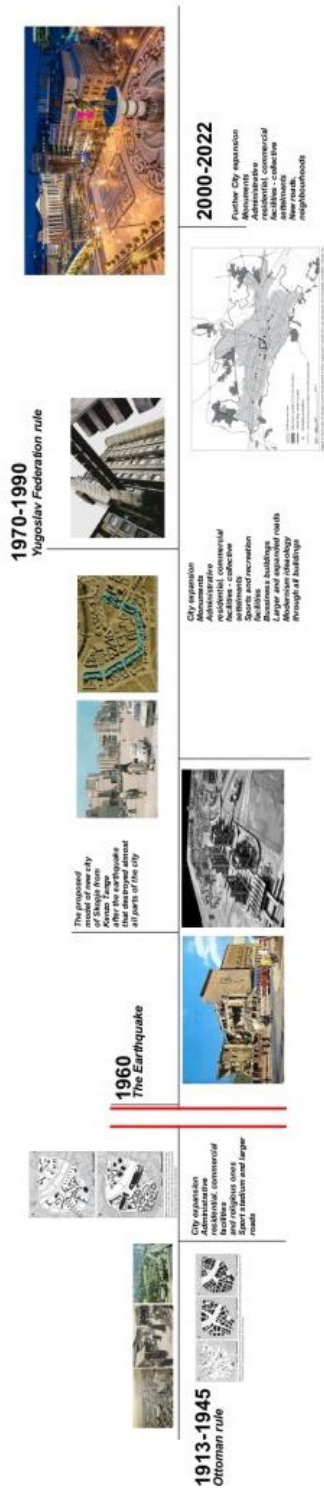 1913-1945
Ottoman rule
City expansion
Administrative
residential, commercial
facilities
and religious ones
Sport stadium and larger
roads
1960
The Earthquake
The proposed
model of new city
of Skopje from
Kenzo Tange
after the earthquake
that destroyed almost
all parts of the city
1970-1990
Yugoslav Federation rule
City expansion
Monuments
Administrative
residential, commercial
facilities - collective
settelments
Sports and recreation
facilities
Bussiness buildings
Larger and expanded roads
Modernism ideology
through all buildings
2000-2022
Further City expansion
Monuments
Administrative
residential, commercial
facilities - collective
settelments
New roads,
neighbourhoods